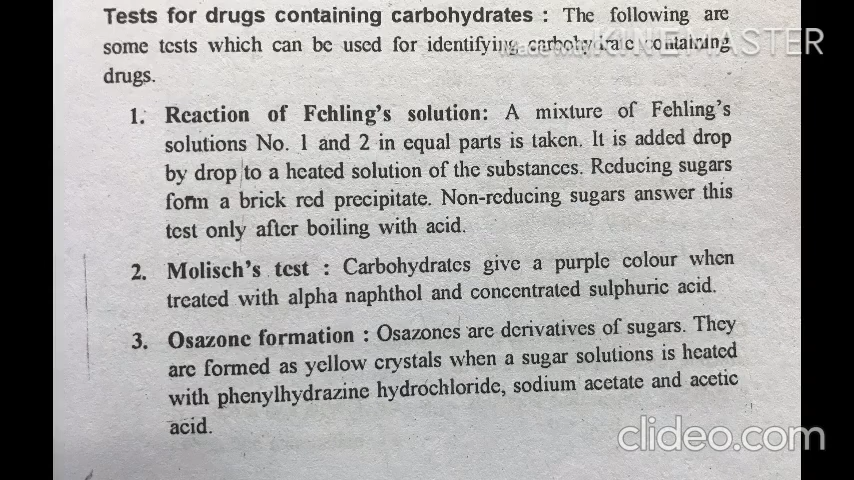 Tests for drugs containing carbohydrates : The following are
some tests which can be used for identifying carbohydrate containing
drugs.
Made with KINEMASTER
1. Reaction of Fehling's solution: A mixture of Fehling's
solutions No. 1 and 2 in equal parts is taken. It is added drop
by drop to a heated solution of the substances. Reducing sugars
form a brick red precipitate. Non-reducing sugars answer this
test only after boiling with acid.
2. Molisch's test : Carbohydrates give a purple colour when
treated with alpha naphthol and concentrated sulphuric acid.
3. Osazone formation : Osazones are derivatives of sugars. They
are formed as yellow crystals when a sugar solutions is heated
with phenylhydrazine hydrochloride, sodium acetate and acetic
acid.
clideo.com